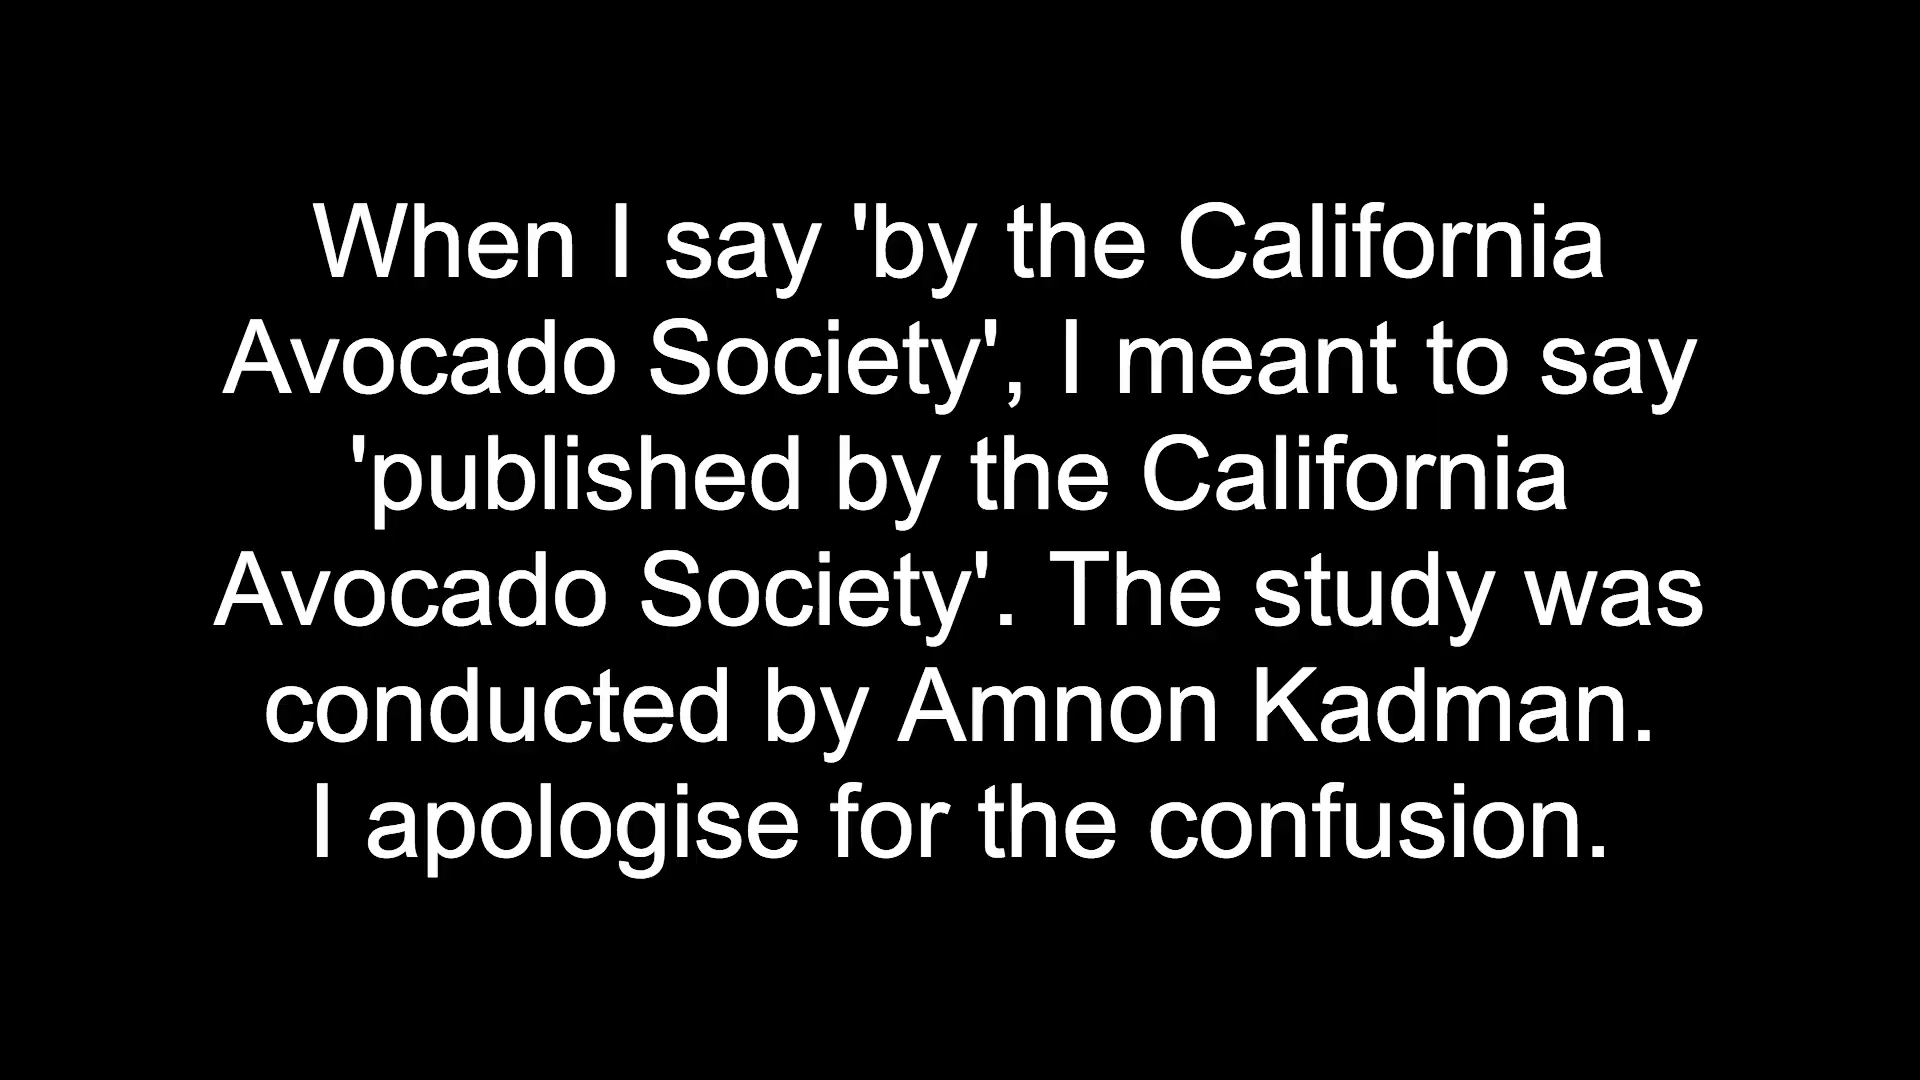 When I say 'by the California
Avocado Society', I meant to say
'published by the California
Avocado Society'. The study was
conducted by Amnon Kadman.
I apologise for the confusion.